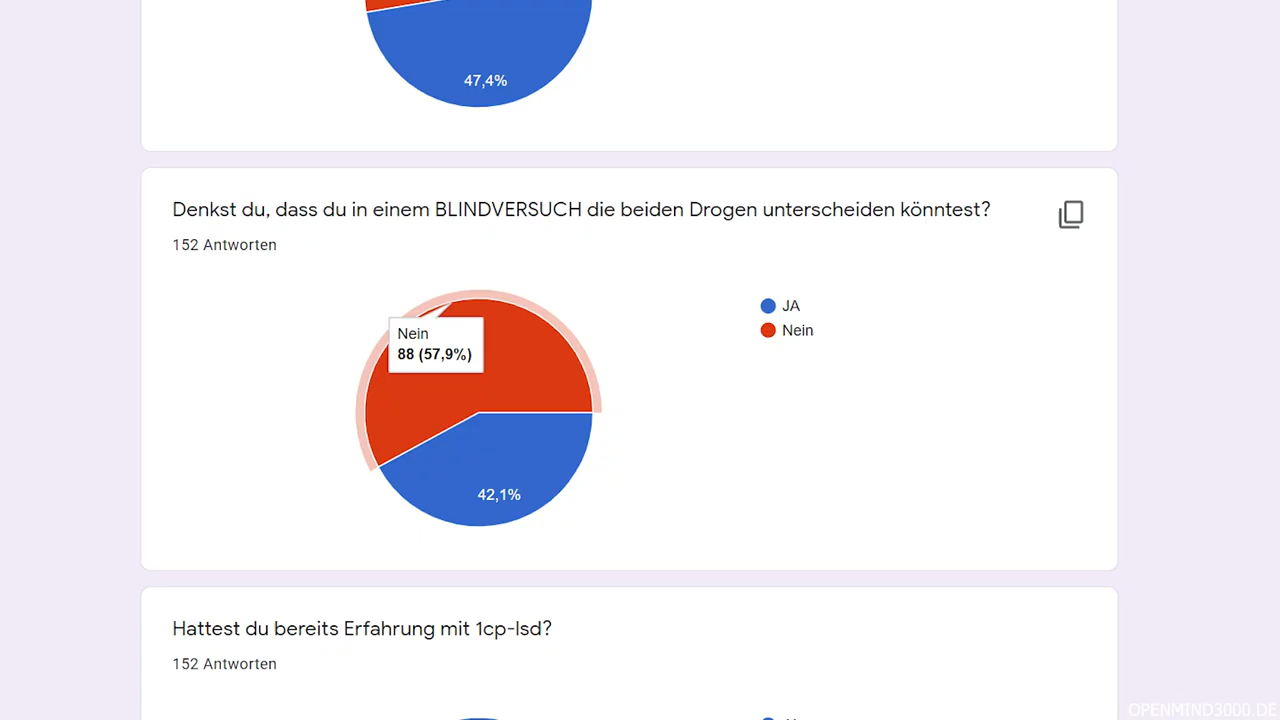 47,4%
Denkst du, dass du in einem BLINDVERSUCH die beiden Drogen unterscheiden könntest?
152 Antworten
JA
Nein
Nein
88 (57,9%)
42,1%
Hattest du bereits Erfahrung mit 1cp-lsd?
152 Antworten
OPENMIND3000.DE